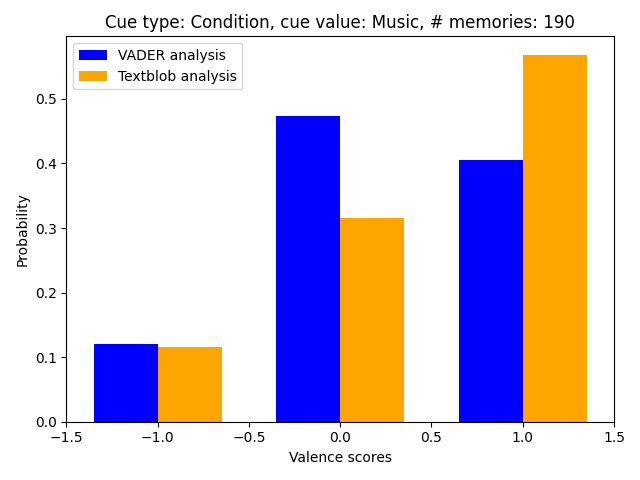 Cue type: Condition, cue value: Music, # memories: 190
VADER analysis
Textblob analysis
Probability
0.5
0.4
0.3
0.2
0.1
0.0
−1.5 −1.0 −0.5 0.0 0.5 1.0 1.5
Valence scores